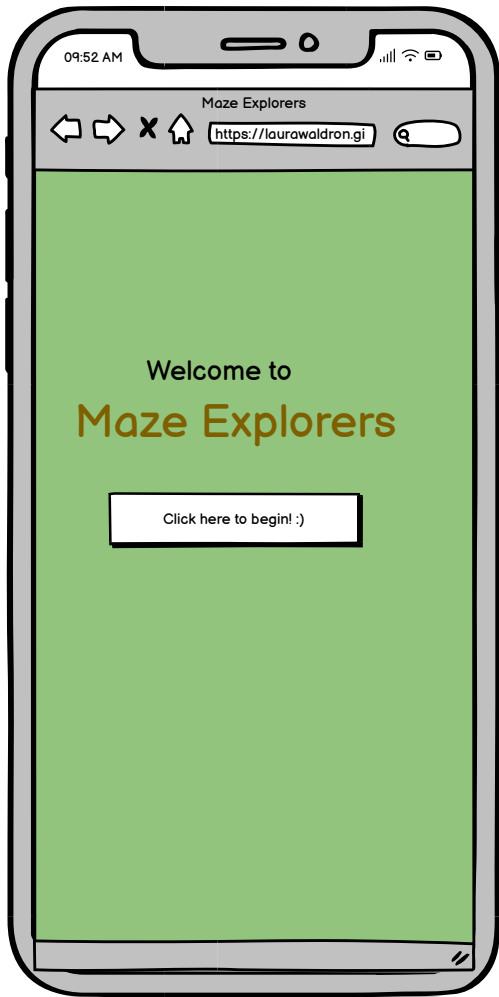 09:52 AM
Maze Explorers
https://laurawaldron.gi
Welcome to
Maze Explorers
Click here to begin! :)